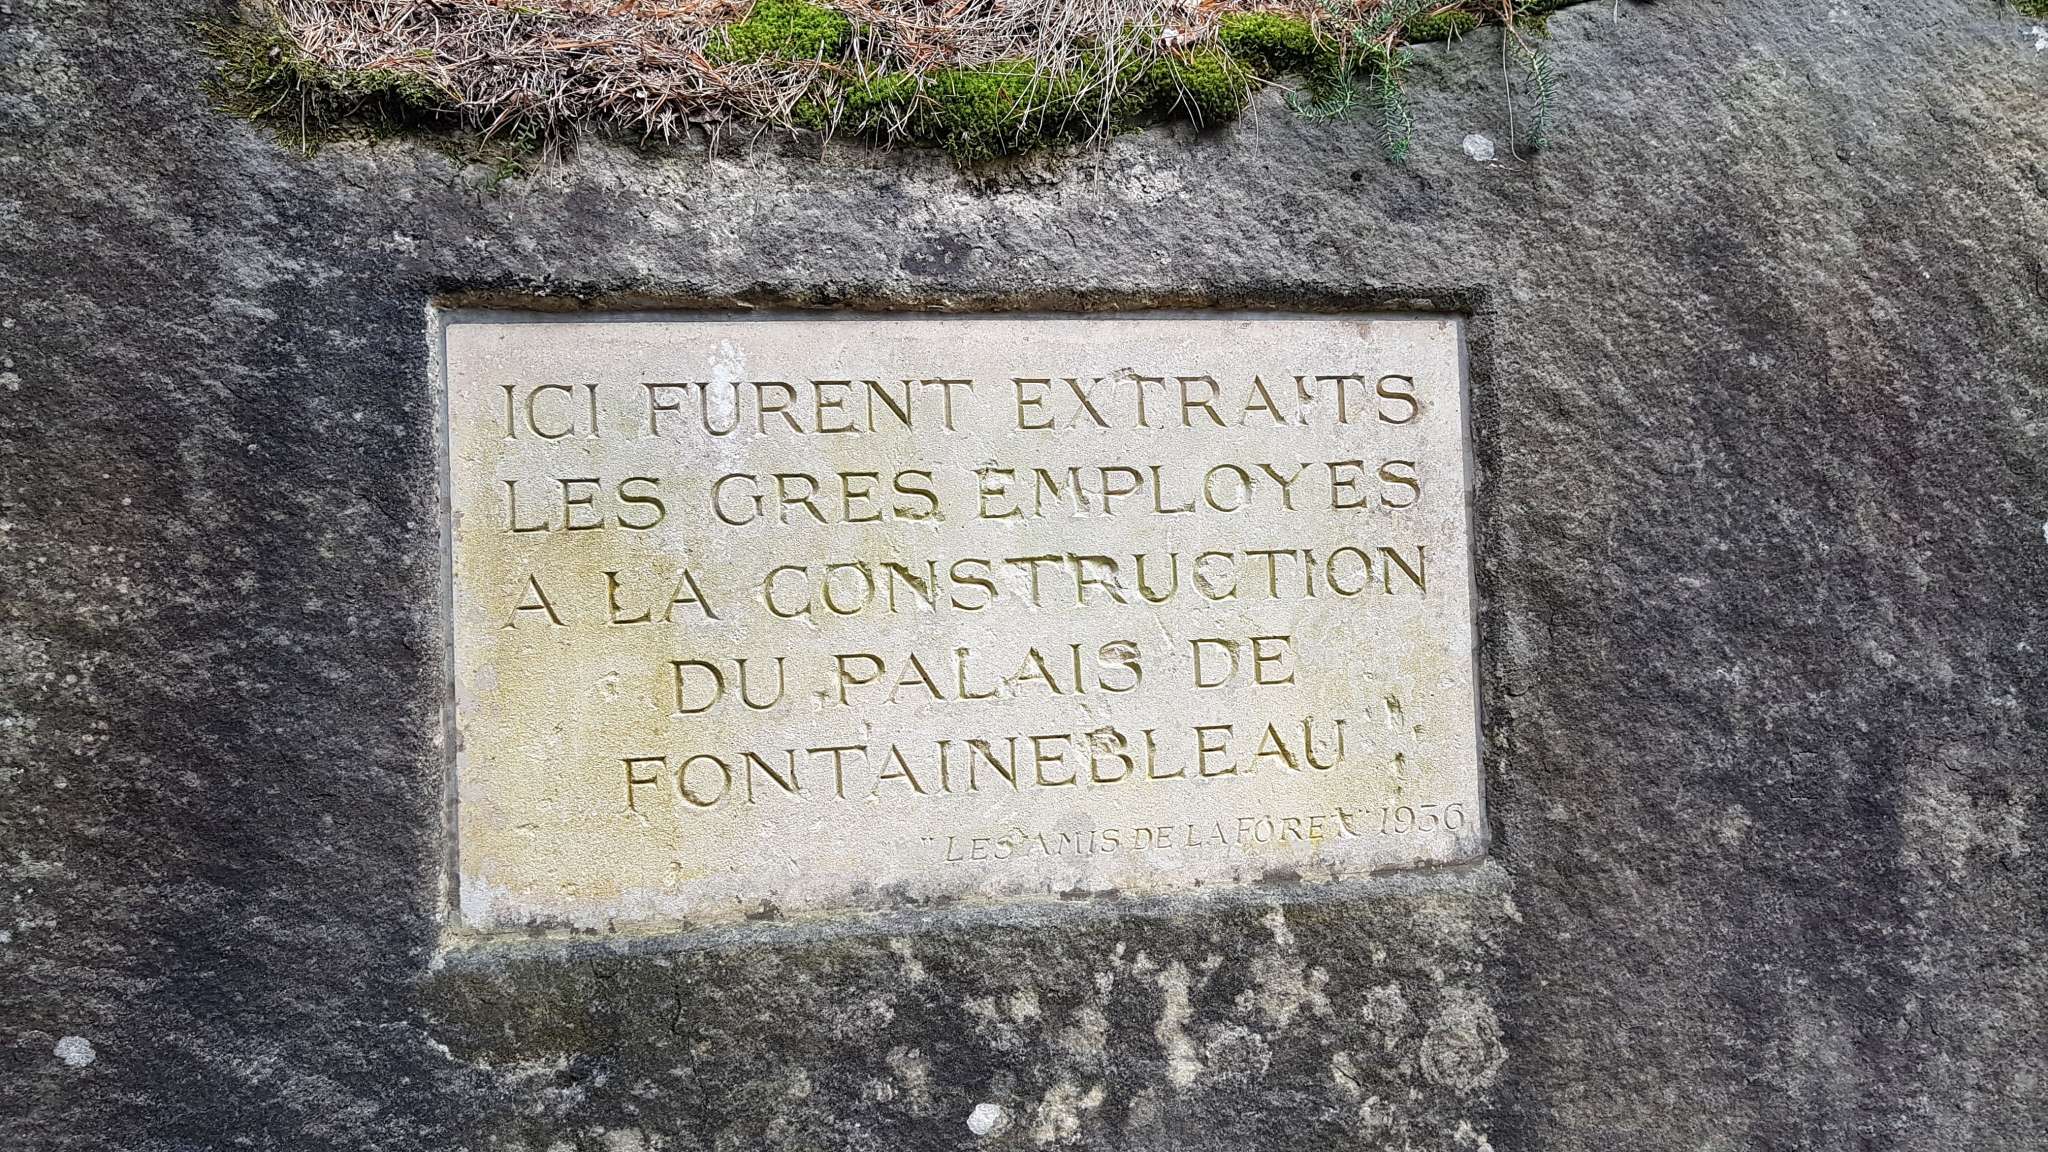 ICI FURENT EXTRAITS
LES GRES EMPLOYES
A LA CONSTRUCTION
DU PALAIS DE
FONTAINEBLEAU
"LES AMIS DE LA FORET" 1936